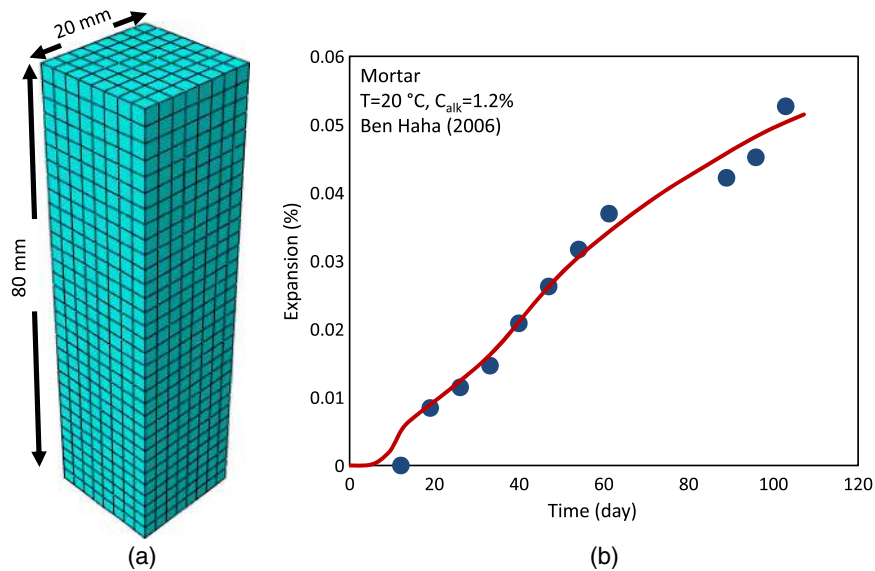 20 mm
80 mm
(a)
Mortar
T=20 °C, Calk=1.2%
Ben Haha (2006)
Expansion (%)
0.06
0.05
0.04
0.03
0.02
0.01
0
0 20 40 60 80 100 120
Time (day)
(b)